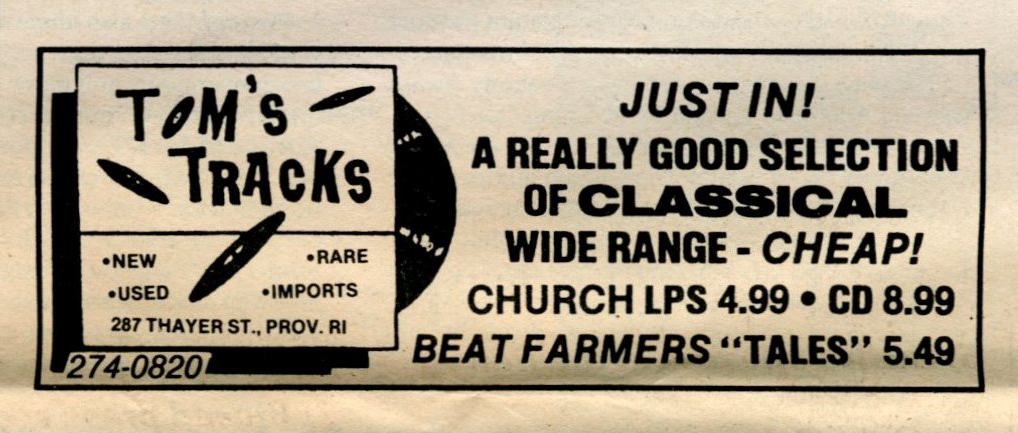 TOM'S
TRACKS
•NEW •RARE
•USED •IMPORTS
287 THAYER ST., PROV. RI
274-0820
JUST IN!
A REALLY GOOD SELECTION
OF CLASSICAL
WIDE RANGE - CHEAP!
CHURCH LPS 4.99 • CD 8.99
BEAT FARMERS "TALES" 5.49